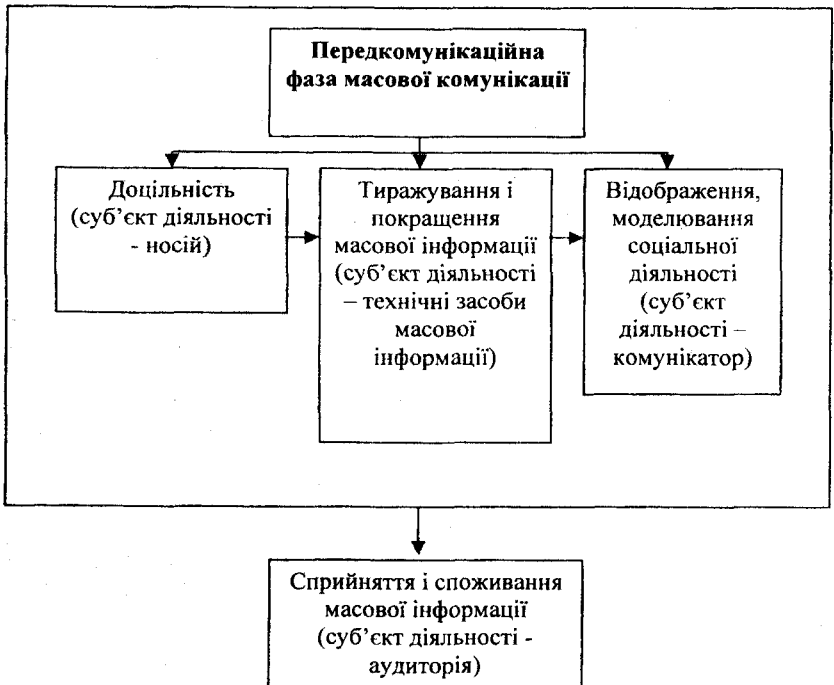 Передкомунікаційна
фаза масової комунікації
Доцільність
(суб’єкт діяльності
- носій)
Тиражування і
покращення
масової інформації
(суб’єкт діяльності
– технічні засоби
масової
інформації)
Відображення,
моделювання
соціальної
діяльності
(суб’єкт
діяльності –
комунікатор)
Сприйняття і споживання
масової інформації
(суб’єкт діяльності -
аудиторія)